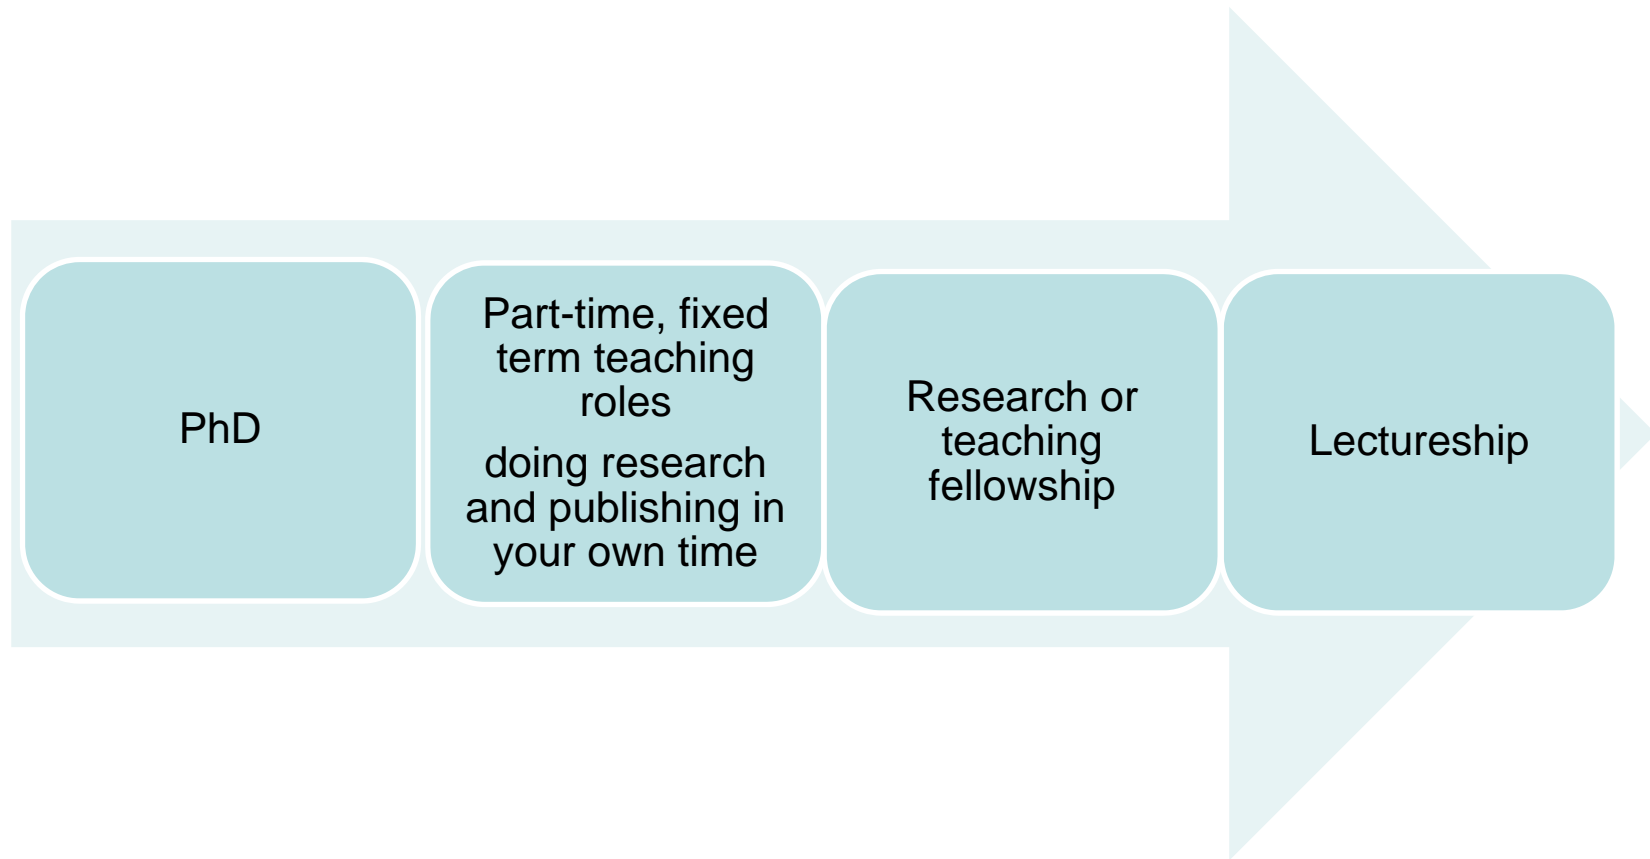 PhD
Part-time, fixed
term teaching
roles
doing research
and publishing in
your own time
Research or
teaching
fellowship
Lectureship